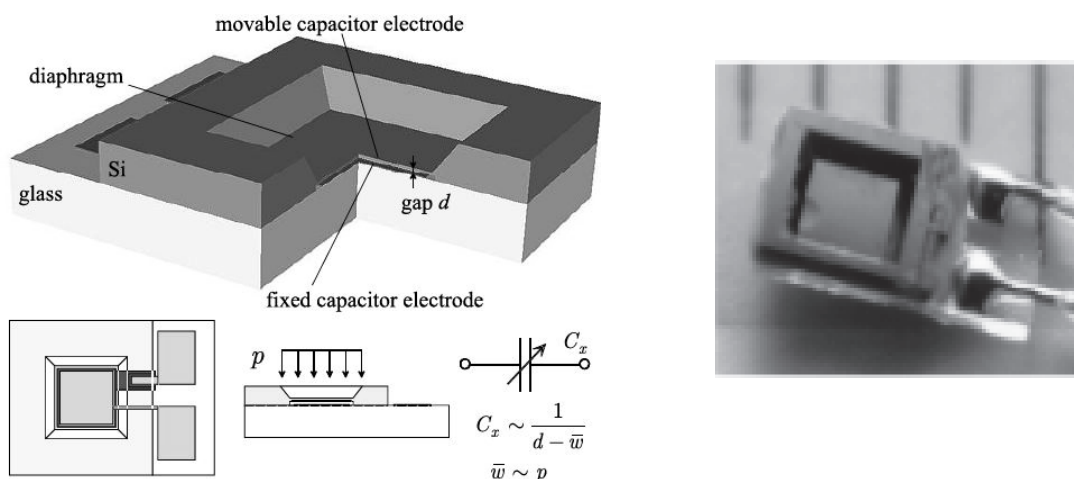 movable capacitor electrode
diaphragm
Si
glass
gap d
fixed capacitor electrode
p
C_x
C_x ∼ 1 / (d − w̅)
w̅ ∼ p